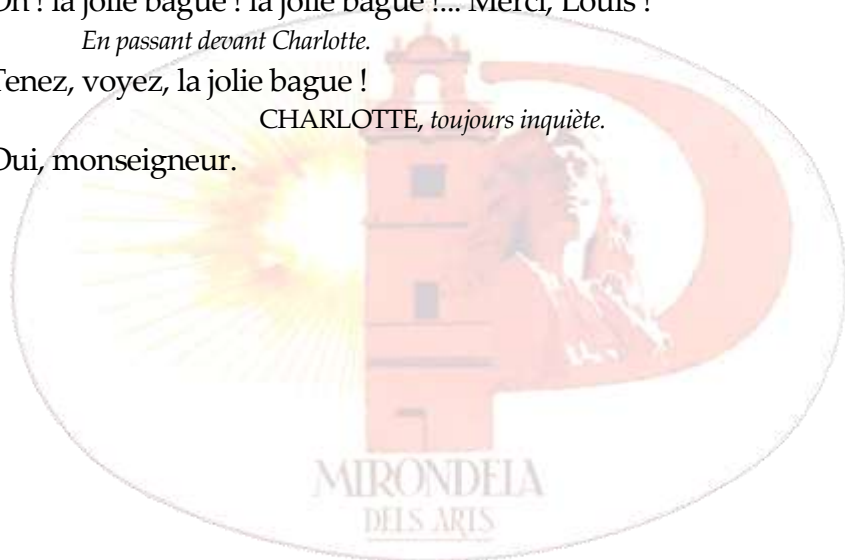 Oh ! la jolie bague ! la jolie bague !.... Merci, Louis !
En passant devant Charlotte.
Tenez, voyez, la jolie bague !
CHARLOTTE, toujours inquiète.
Oui, monseigneur.
MIRONDELA
DELS ARTS